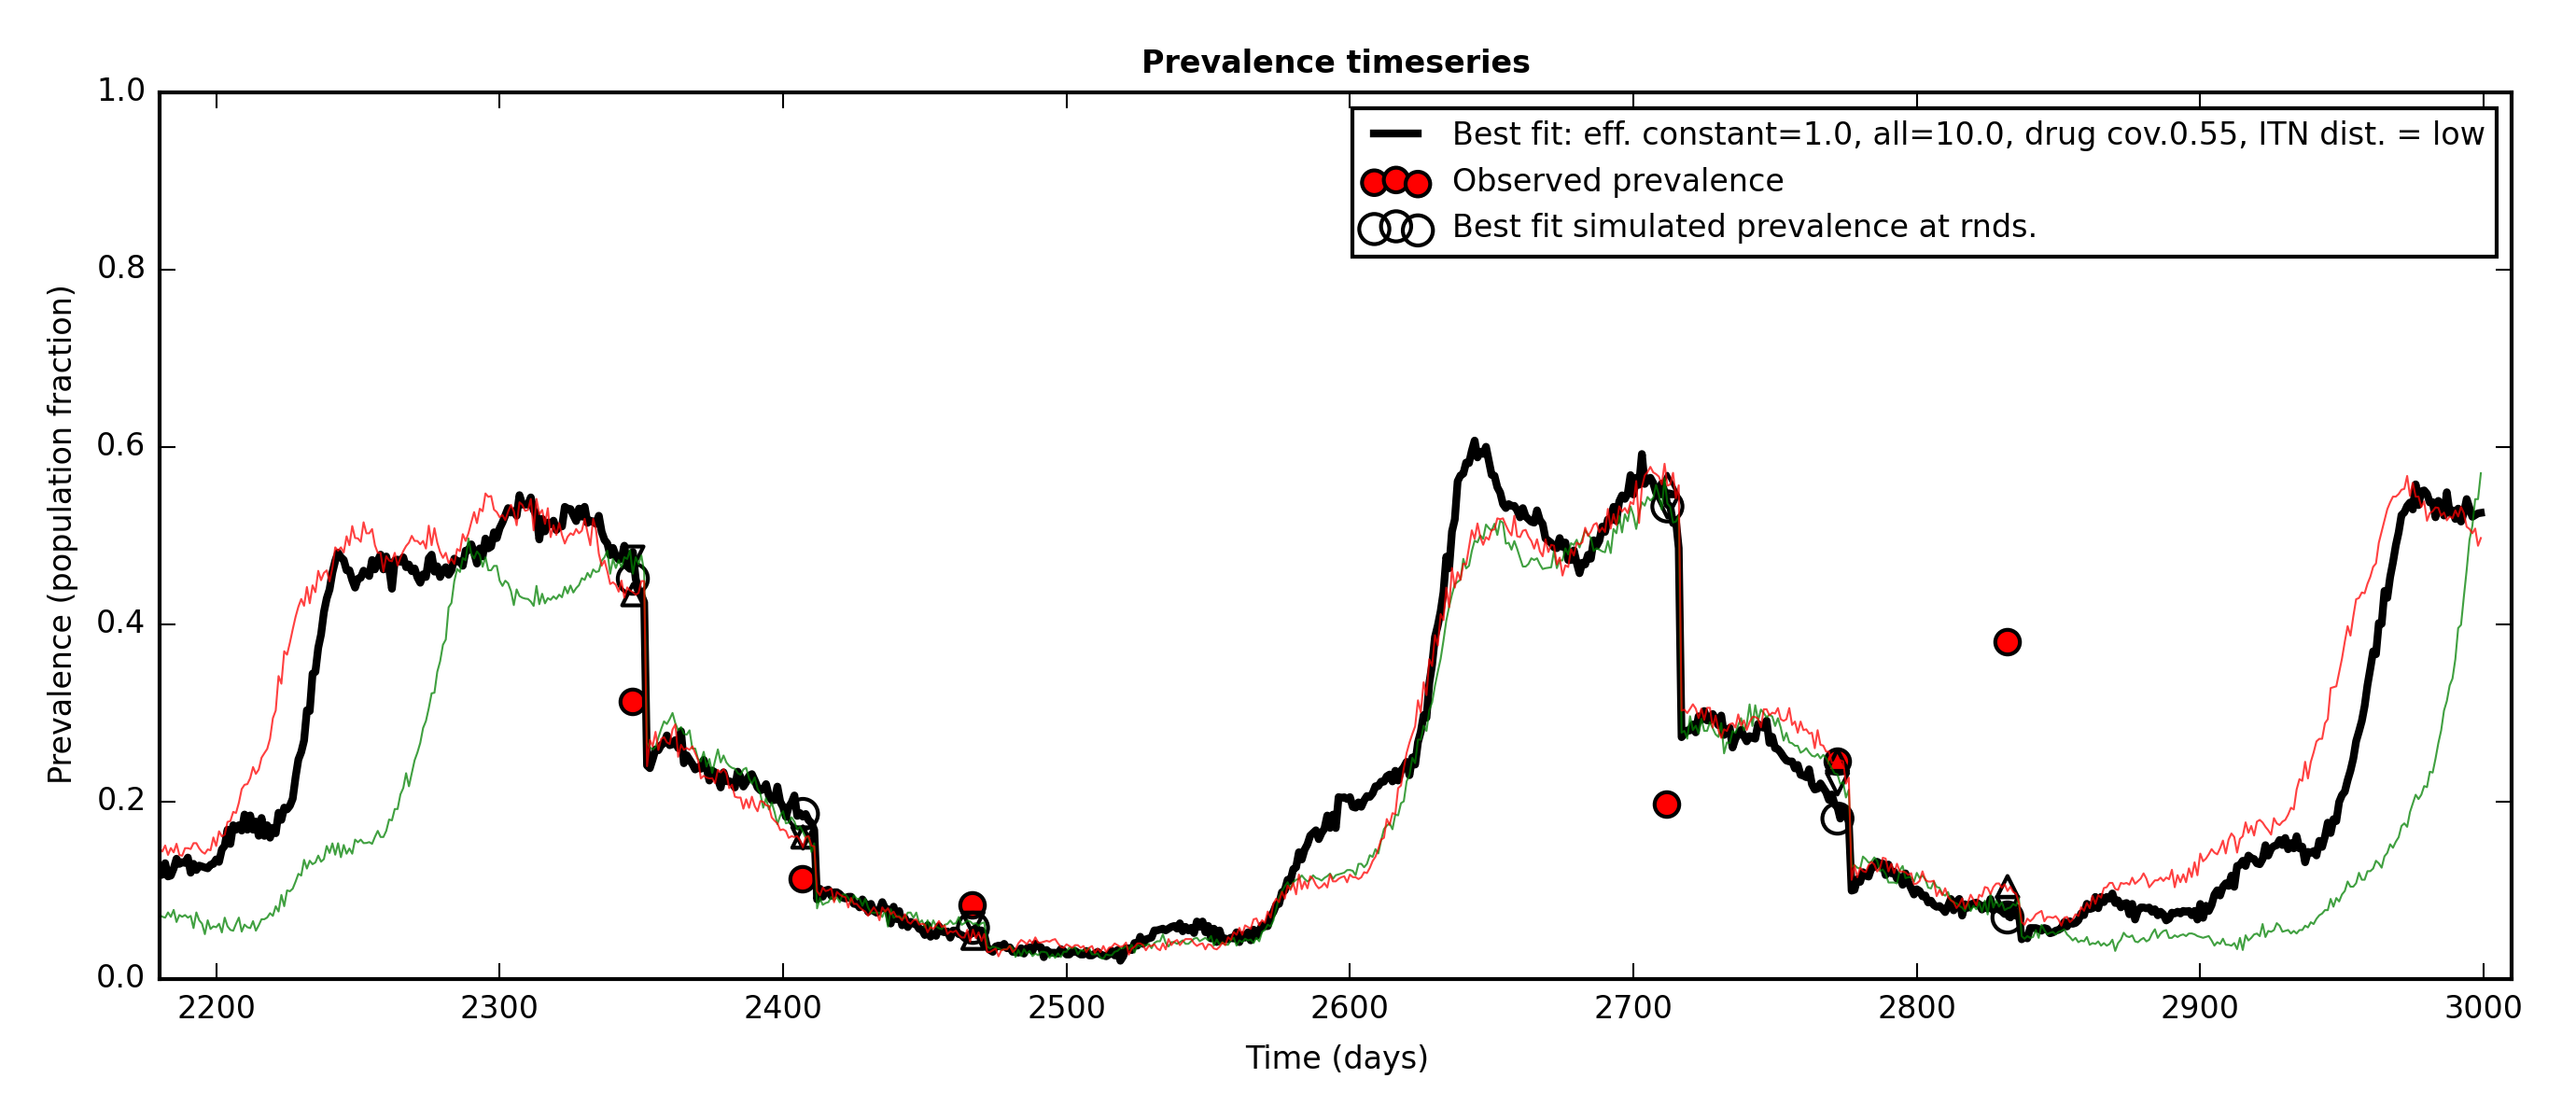 Prevalence timeseries
1.0
0.8
0.6
0.4
0.2
0.0
Prevalence (population fraction)
Best fit: eff. constant=1.0, all=10.0, drug cov.0.55, ITN dist. = low
Observed prevalence
Best fit simulated prevalence at rnds.
2200 2300 2400 2500 2600 2700 2800 2900 3000
Time (days)